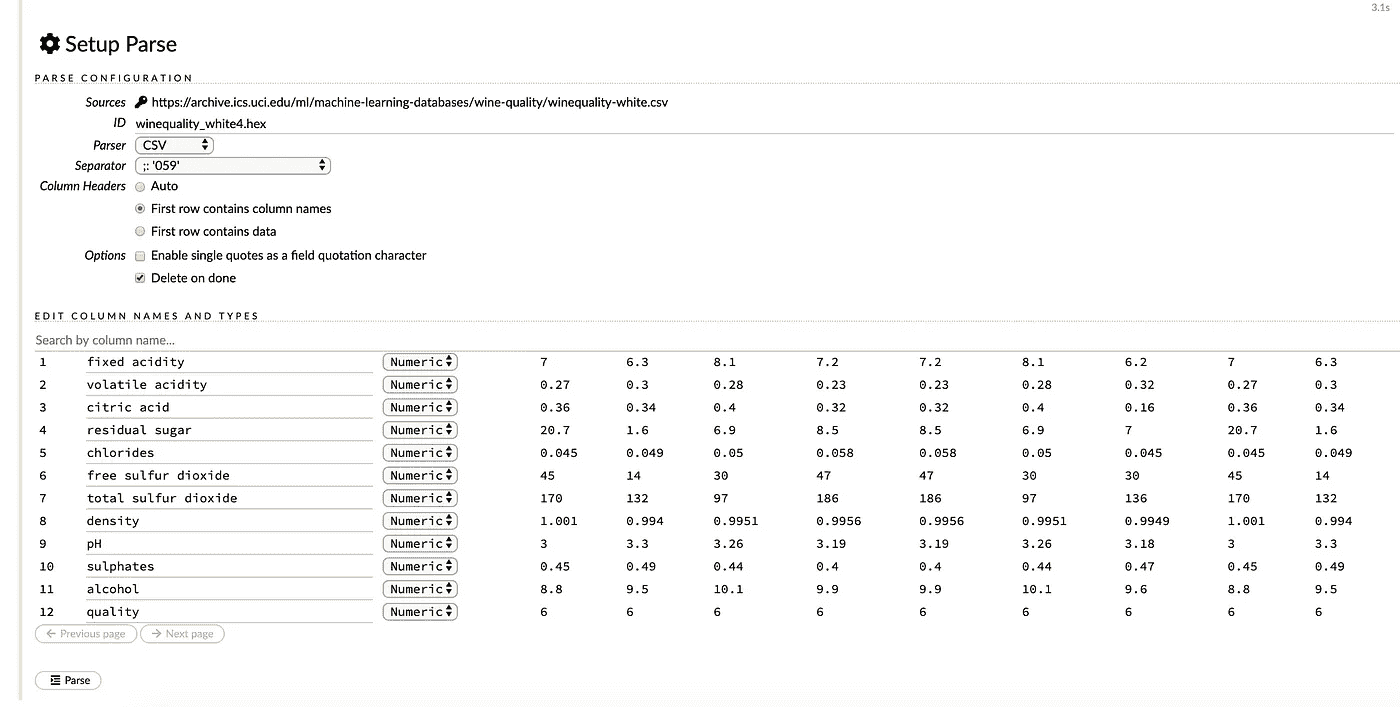 3.1s
Setup Parse
PARSE CONFIGURATION
Sources https://archive.ics.uci.edu/ml/machine-learning-databases/wine-quality/winequality-white.csv
ID winequality_white4.hex
Parser CSV
Separator ;: '059'
Column Headers Auto
First row contains column names
First row contains data
Options Enable single quotes as a field quotation character
Delete on done
EDIT COLUMN NAMES AND TYPES
Search by column name...
1 fixed acidity Numeric 7 6.3 8.1 7.2 7.2 8.1 6.2 7 6.3
2 volatile acidity Numeric 0.27 0.3 0.28 0.23 0.23 0.28 0.32 0.27 0.3
3 citric acid Numeric 0.36 0.34 0.4 0.32 0.32 0.4 0.16 0.36 0.34
4 residual sugar Numeric 20.7 1.6 6.9 8.5 8.5 6.9 7 20.7 1.6
5 chlorides Numeric 0.045 0.049 0.05 0.058 0.058 0.05 0.045 0.045 0.049
6 free sulfur dioxide Numeric 45 14 30 47 47 30 30 45 14
7 total sulfur dioxide Numeric 170 132 97 186 186 97 136 170 132
8 density Numeric 1.001 0.994 0.9951 0.9956 0.9956 0.9951 0.9949 1.001 0.994
9 pH Numeric 3 3.3 3.26 3.19 3.19 3.26 3.18 3 3.3
10 sulphates Numeric 0.45 0.49 0.44 0.4 0.4 0.44 0.47 0.45 0.49
11 alcohol Numeric 8.8 9.5 10.1 9.9 9.9 10.1 9.6 8.8 9.5
12 quality Numeric 6 6 6 6 6 6 6 6 6
← Previous page → Next page
Parse